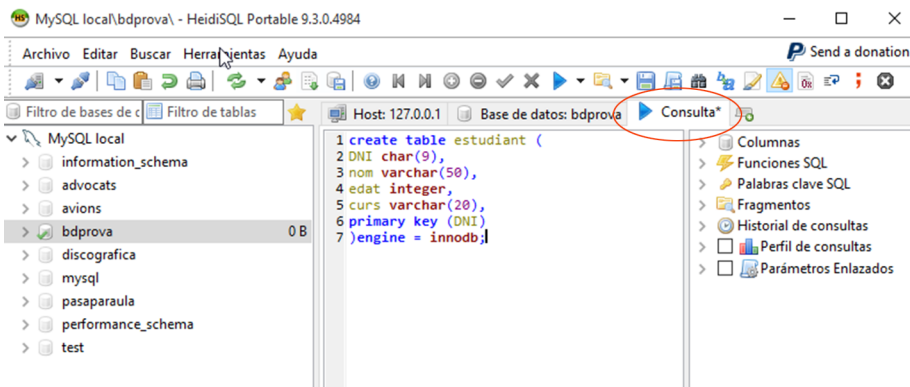 MySQL local\bdprova\ - HeidiSQL Portable 9.3.0.4984
Archivo Editar Buscar Herramientas Ayuda
Send a donation
Filtro de bases de c
Filtro de tablas
Host: 127.0.0.1
Base de datos: bdprova
Consulta*
MySQL local
information_schema
advocats
avions
bdprova 0 B
discografica
mysql
pasaparaula
performance_schema
test
1 create table estudiant (
2 DNI char(9),
3 nom varchar(50),
4 edat integer,
5 curs varchar(20),
6 primary key (DNI)
7 )engine = innodb;
Columnas
Funciones SQL
Palabras clave SQL
Fragmentos
Historial de consultas
Perfil de consultas
Parámetros Enlazados